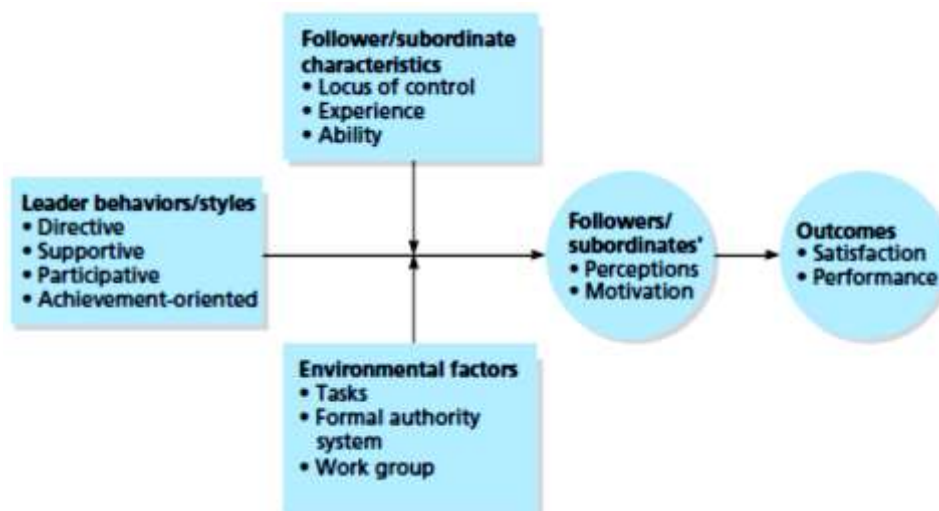 Follower/subordinate
characteristics
• Locus of control
• Experience
• Ability
Leader behaviors/styles
• Directive
• Supportive
• Participative
• Achievement-oriented
Followers/
subordinates'
• Perceptions
• Motivation
Outcomes
• Satisfaction
• Performance
Environmental factors
• Tasks
• Formal authority
system
• Work group